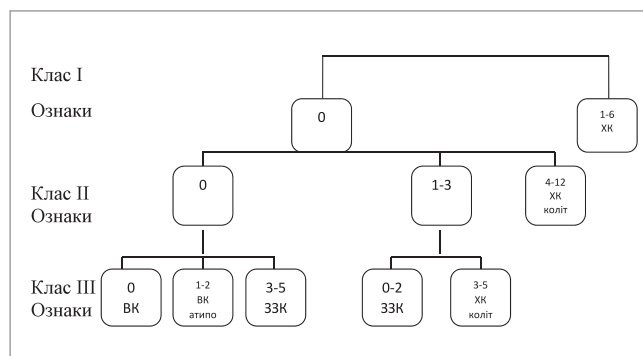 Клас I
Ознаки
0
1-6
ХК
Клас II
Ознаки
0
1-3
4-12
ХК
коліт
Клас III
Ознаки
0
ВК
1-2
ВК
атипо
3-5
ЗЗК
0-2
ЗЗК
3-5
ХК
коліт